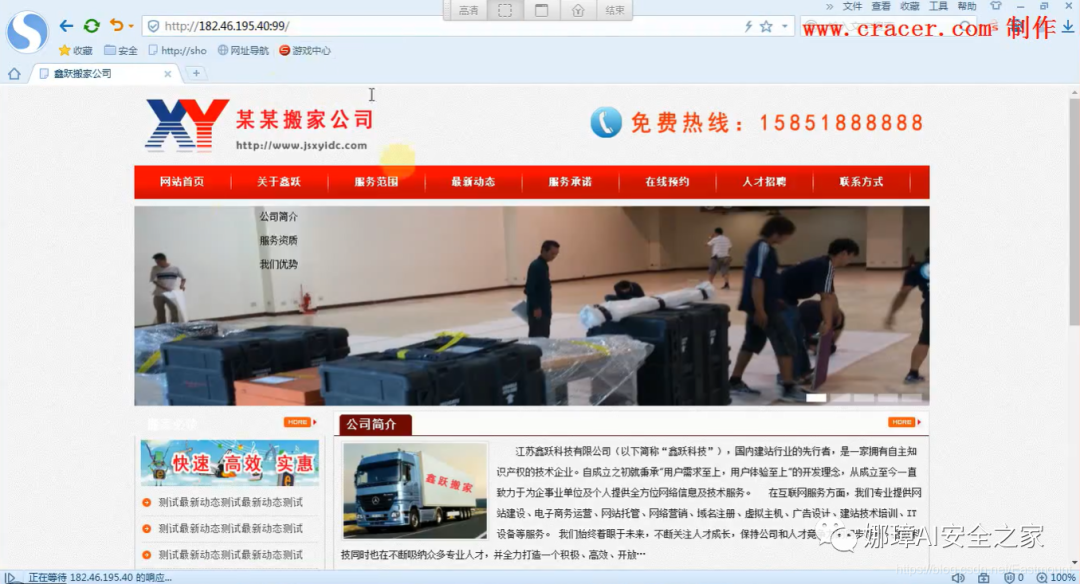 高清 结束
文件 查看 收藏 工具 帮助
http://182.46.195.40:99/
www.cracer.com 制作
收藏 安全 http://sho 网址导航 游戏中心
鑫跃搬家公司
XY 某某搬家公司
http://www.jsxyidc.com
免费热线：15851888888
网站首页 关于鑫跃 服务范围 最新动态 服务承诺 在线预约 人才招聘 联系方式
公司简介
服务资质
我们优势
HOME
公司简介
HOME
快速 高效 实惠
测试最新动态测试最新动态测试
测试最新动态测试最新动态测试
测试最新动态测试最新动态测试
鑫跃搬家
江苏鑫跃科技有限公司（以下简称“鑫跃科技”），国内建站行业的先行者，是一家拥有自主知
识产权的技术企业。自成立之初就秉承“用户需求至上，用户体验至上”的开发理念，从成立至今一直
致力于为企事业单位及个人提供全方位网络信息及技术服务。 在互联网服务方面，我们专业提供网
站建设、电子商务运营、网站托管、网络营销、域名注册、虚拟主机、广告设计、建站技术培训、IT
设备等服务。 我们始终着眼于未来，不断关注人才成长，保持公司和人才
技同时也在不断吸纳众多专业人才，并全力打造一个积极、高效、开放…
娜璋AI安全之家
正在等待 182.46.195.40 的响应...
100%